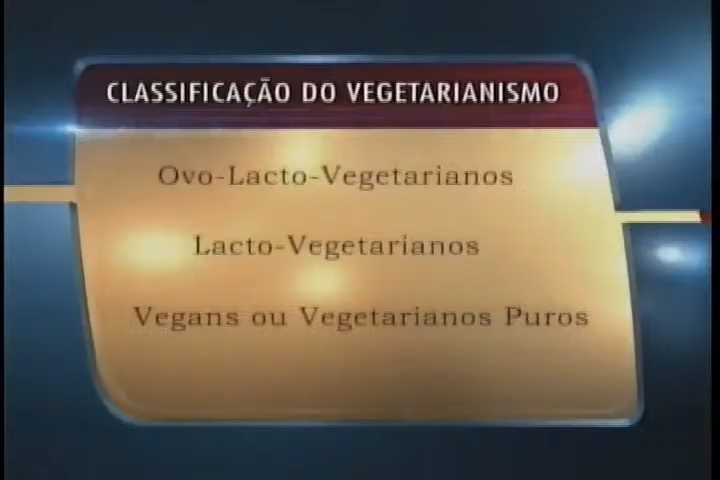 CLASSIFICAÇÃO DO VEGETARIANISMO
Ovo-Lacto-Vegetarianos
Lacto-Vegetarianos
Vegans ou Vegetarianos Puros